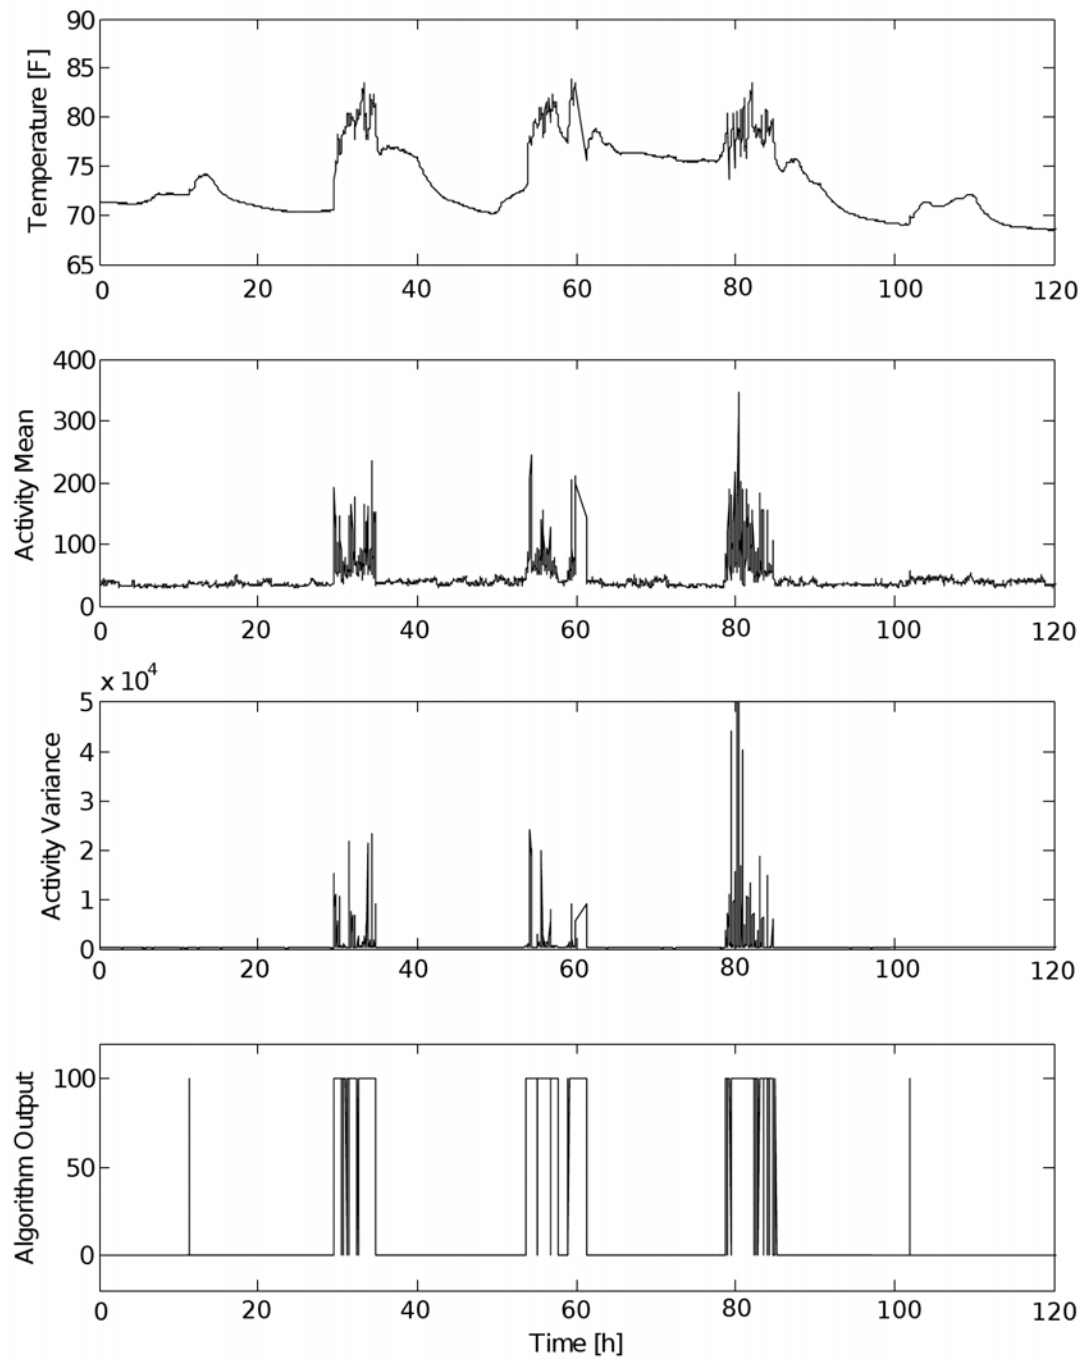 90
85
80
75
70
65
Temperature [F]
0 20 40 60 80 100 120
400
300
200
100
0
Activity Mean
0 20 40 60 80 100 120
x 10^4
5
4
3
2
1
0
Activity Variance
0 20 40 60 80 100 120
100
50
0
Algorithm Output
0 20 40 60 80 100 120
Time [h]